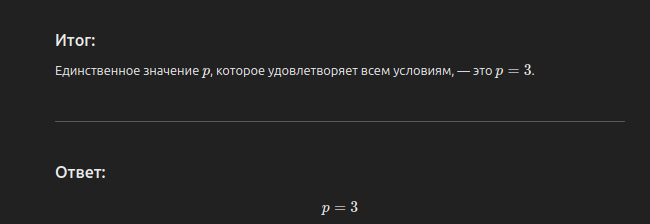 Итог:
Единственное значение p, которое удовлетворяет всем условиям, — это p = 3.
Ответ:
p = 3